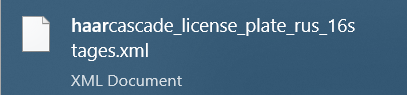 haarcascade_license_plate_rus_16s
tages.xml
XML Document